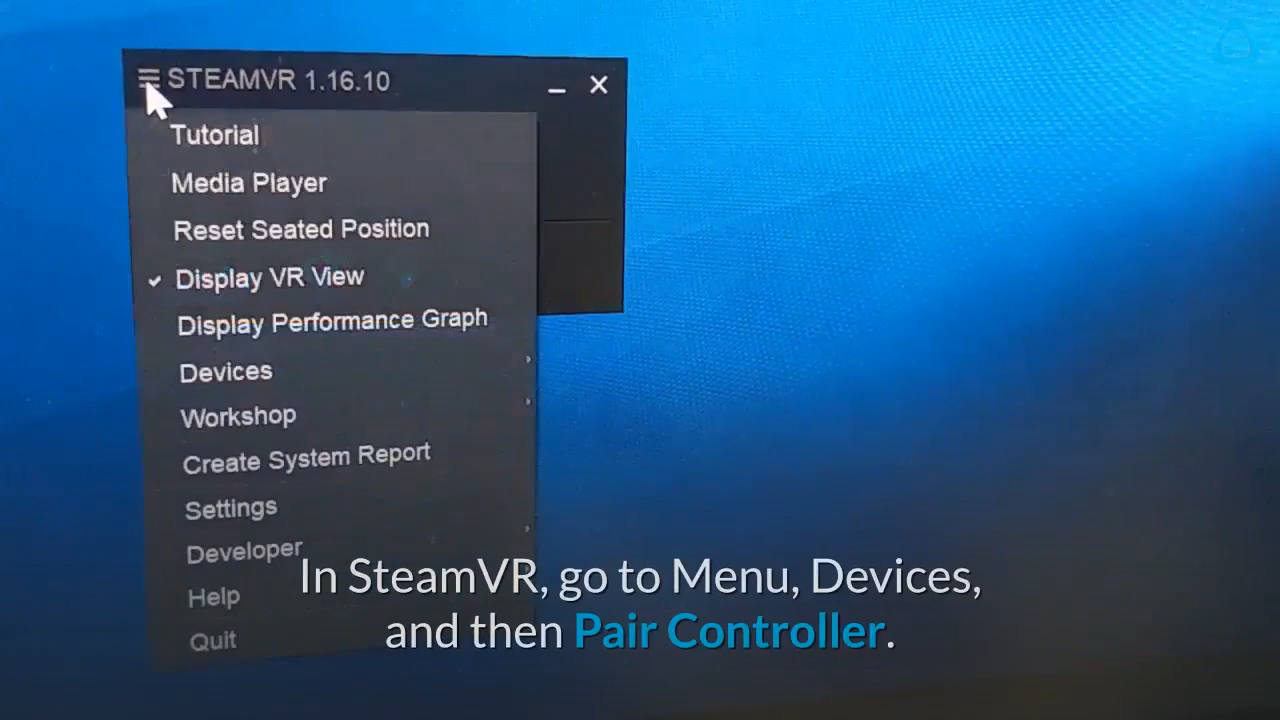 STEAMVR 1.16.10
Tutorial
Media Player
Reset Seated Position
Display VR View
Display Performance Graph
Devices
Workshop
Create System Report
Settings
Developer
Help
Quit
In SteamVR, go to Menu, Devices,
and then Pair Controller.